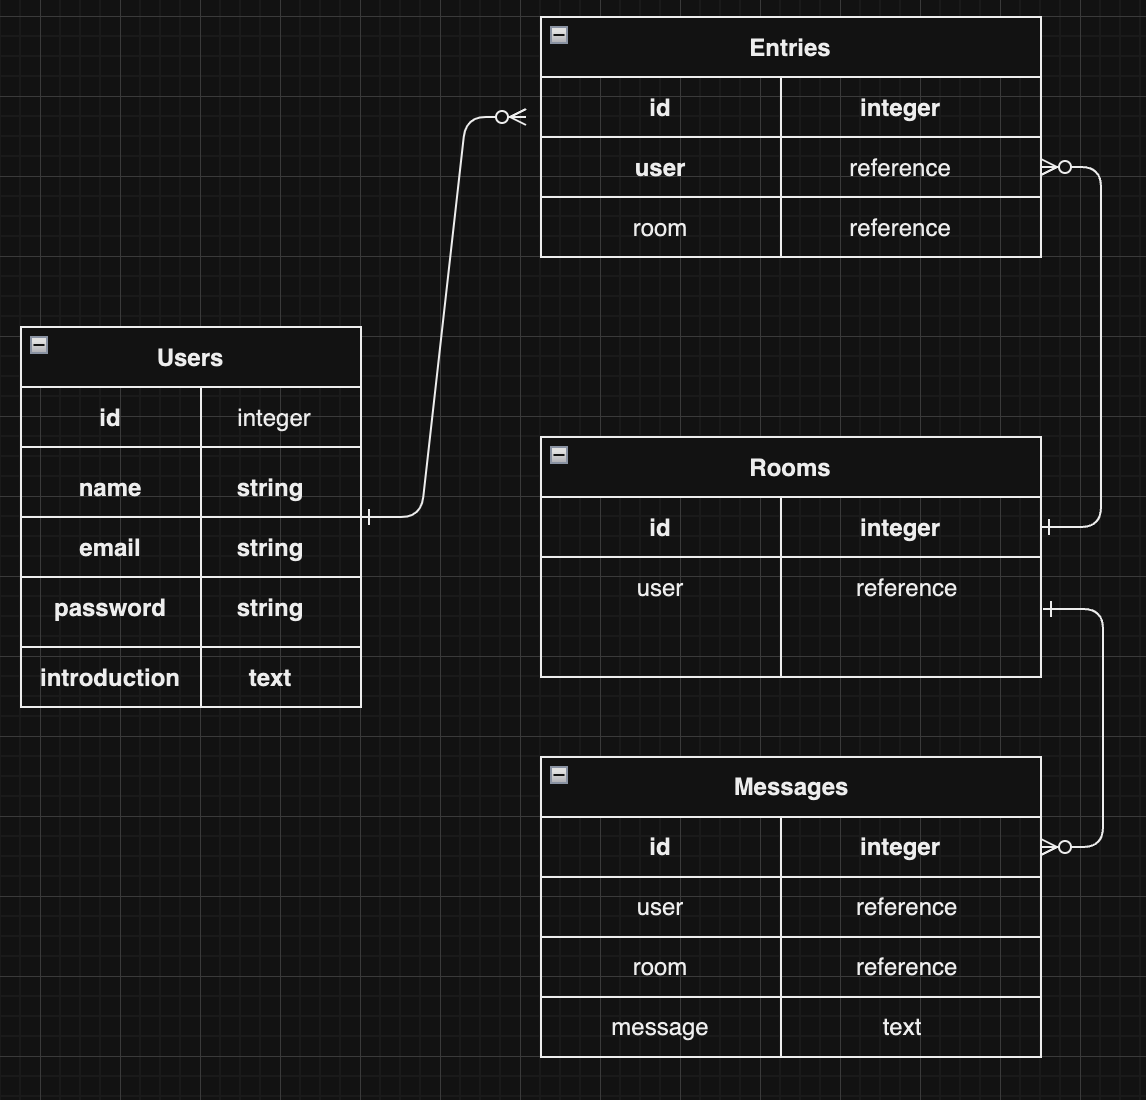 Entries
id integer
user reference
room reference
Users
id integer
name string
email string
password string
introduction text
Rooms
id integer
user reference
Messages
id integer
user reference
room reference
message text